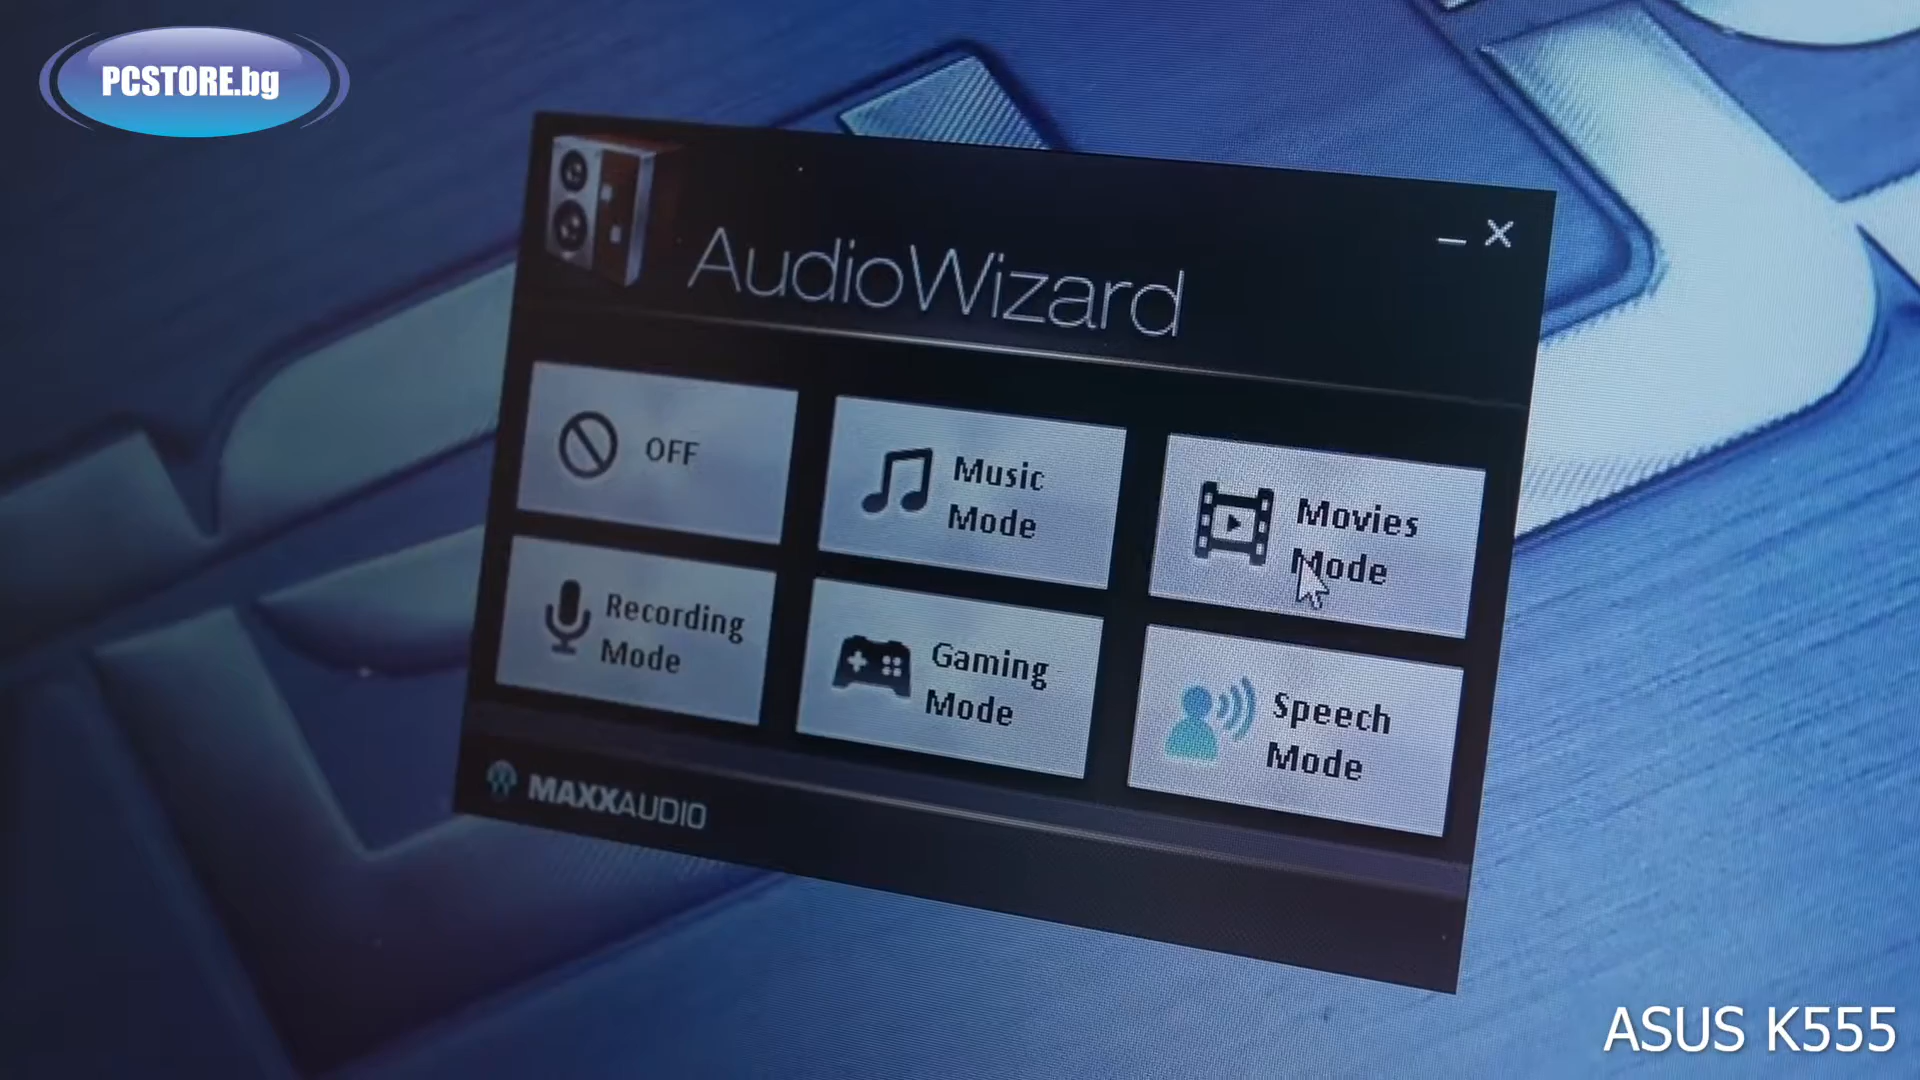 PCSTORE.bg
AudioWizard
OFF
Music
Mode
Movies
Mode
Recording
Mode
Gaming
Mode
Speech
Mode
MAXXAUDIO
ASUS K555